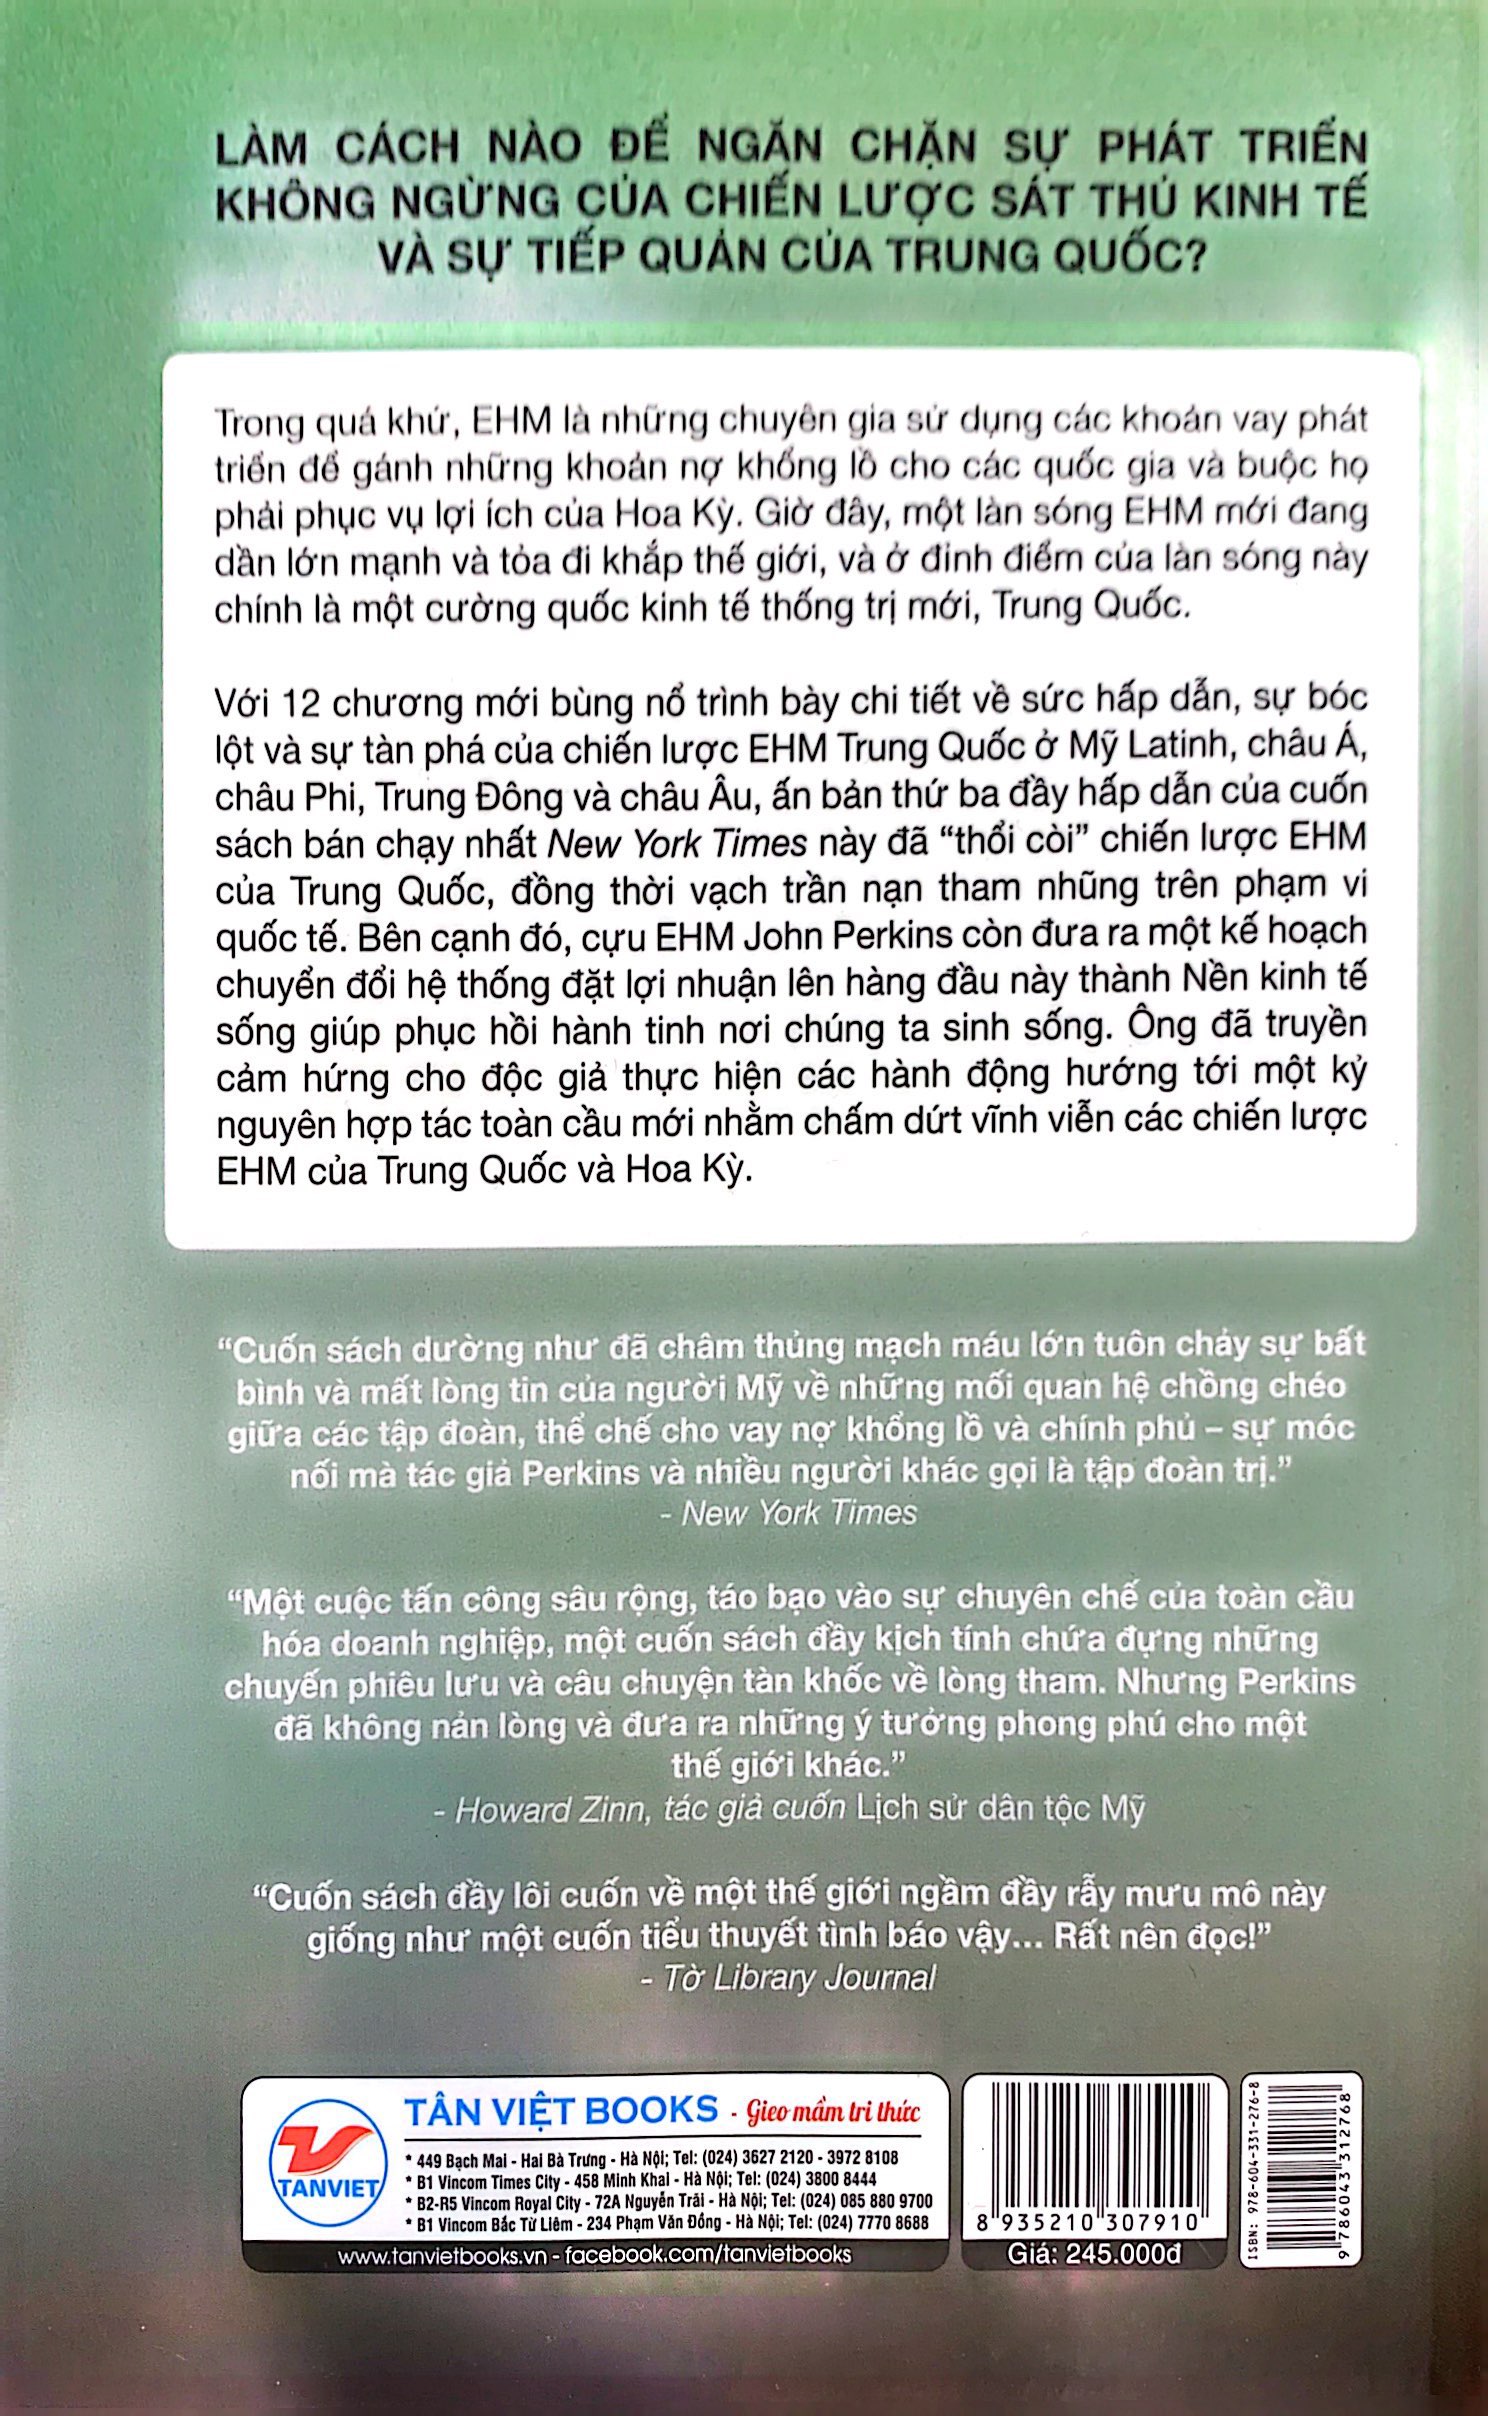 LÀM CÁCH NÀO ĐỂ NGĂN CHẶN SỰ PHÁT TRIỂN
KHÔNG NGỪNG CỦA CHIẾN LƯỢC SÁT THỦ KINH TẾ
VÀ SỰ TIẾP QUẢN CỦA TRUNG QUỐC?
Trong quá khứ, EHM là những chuyên gia sử dụng các khoản vay phát
triển để gánh những khoản nợ khổng lồ cho các quốc gia và buộc họ
phải phục vụ lợi ích của Hoa Kỳ. Giờ đây, một làn sóng EHM mới đang
dần lớn mạnh và tỏa đi khắp thế giới, và ở đỉnh điểm của làn sóng này
chính là một cường quốc kinh tế thống trị mới, Trung Quốc.
Với 12 chương mới bùng nổ trình bày chi tiết về sức hấp dẫn, sự bóc
lột và sự tàn phá của chiến lược EHM Trung Quốc ở Mỹ Latinh, châu Á,
châu Phi, Trung Đông và châu Âu, ấn bản thứ ba đầy hấp dẫn của cuốn
sách bán chạy nhất New York Times này đã “thổi còi” chiến lược EHM
của Trung Quốc, đồng thời vạch trần nạn tham nhũng trên phạm vi
quốc tế. Bên cạnh đó, cựu EHM John Perkins còn đưa ra một kế hoạch
chuyển đổi hệ thống đặt lợi nhuận lên hàng đầu này thành Nền kinh tế
sống giúp phục hồi hành tinh nơi chúng ta sinh sống. Ông đã truyền
cảm hứng cho độc giả thực hiện các hành động hướng tới một kỷ
nguyên hợp tác toàn cầu mới nhằm chấm dứt vĩnh viễn các chiến lược
EHM của Trung Quốc và Hoa Kỳ.
“Cuốn sách dường như đã châm thủng mạch máu lớn tuôn chảy sự bất
bình và mất lòng tin của người Mỹ về những mối quan hệ chồng chéo
giữa các tập đoàn, thể chế cho vay nợ khổng lồ và chính phủ – sự móc
nối mà tác giả Perkins và nhiều người khác gọi là tập đoàn trị.”
- New York Times
“Một cuộc tấn công sâu rộng, táo bạo vào sự chuyên chế của toàn cầu
hóa doanh nghiệp, một cuốn sách đầy kịch tính chứa đựng những
chuyến phiêu lưu và câu chuyện tàn khốc về lòng tham. Nhưng Perkins
đã không nản lòng và đưa ra những ý tưởng phong phú cho một
thế giới khác.”
- Howard Zinn, tác giả cuốn Lịch sử dân tộc Mỹ
“Cuốn sách đầy lôi cuốn về một thế giới ngầm đầy rẫy mưu mô này
giống như một cuốn tiểu thuyết tình báo vậy... Rất nên đọc!”
- Tờ Library Journal
TANVIET
TÂN VIỆT BOOKS - Gieo mầm tri thức
* 449 Bạch Mai - Hai Bà Trưng - Hà Nội; Tel: (024) 3627 2120 - 3972 8108
* B1 Vincom Times City - 458 Minh Khai - Hà Nội; Tel: (024) 3800 8444
* B2-R5 Vincom Royal City - 72A Nguyễn Trãi - Hà Nội; Tel: (024) 085 880 9700
* B1 Vincom Bắc Từ Liêm - 234 Phạm Văn Đồng - Hà Nội; Tel: (024) 7770 8688
www.tanvietbooks.vn - facebook.com/tanvietbooks
8 935210 307910
Giá: 245.000đ
ISBN: 978-604-331-276-8
9 786043 312768